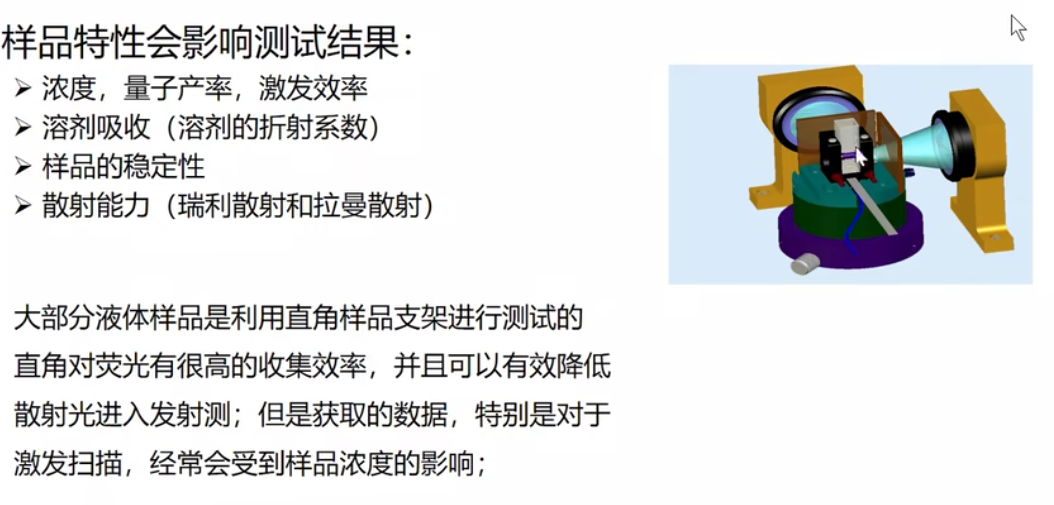 样品特性会影响测试结果：
➢ 浓度，量子产率，激发效率
➢ 溶剂吸收（溶剂的折射系数）
➢ 样品的稳定性
➢ 散射能力（瑞利散射和拉曼散射）
大部分液体样品是利用直角样品支架进行测试的
直角对荧光有很高的收集效率，并且可以有效降低
散射光进入发射测；但是获取的数据，特别是对于
激发扫描，经常会受到样品浓度的影响；